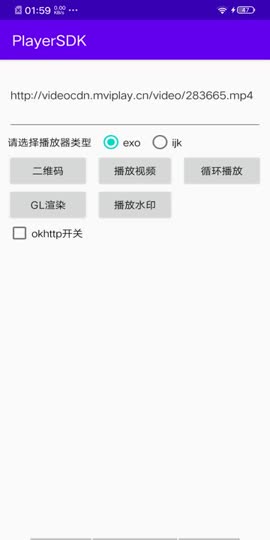 01:59 0.00 KB/s ... 67
PlayerSDK
http://videocdn.mviplay.cn/video/283665.mp4
请选择播放器类型 exo ijk
二维码 播放视频 循环播放
GL渲染 播放水印
okhttp开关